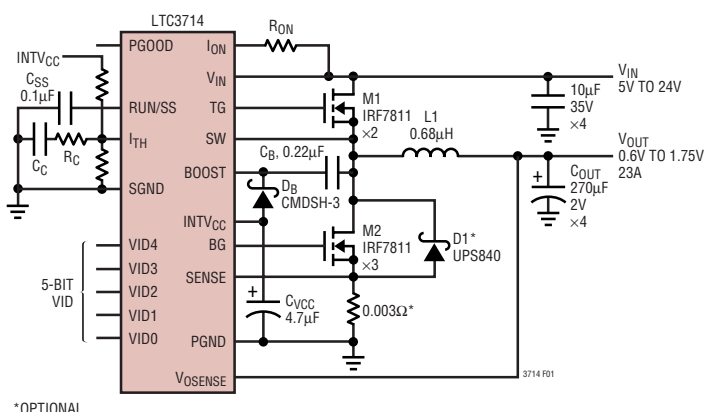 LTC3714
PGOOD
ION
RON
INTVCC
VIN
VIN
5V TO 24V
CSS
0.1µF
RUN/SS
TG
M1
IRF7811
×2
10µF
35V
×4
ITH
SW
L1
0.68µH
VOUT
0.6V TO 1.75V
23A
CC
RC
BOOST
CB, 0.22µF
COUT
270µF
2V
×4
+
SGND
DB
CMDSH-3
INTVCC
BG
M2
IRF7811
×3
D1*
UPS840
5-BIT
VID
VID4
VID3
VID2
VID1
VID0
SENSE
+
CVCC
4.7µF
0.003Ω*
PGND
VOSENSE
3714 F01
*OPTIONAL